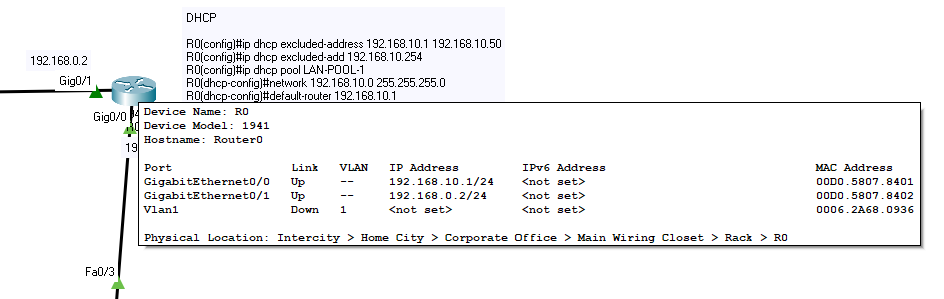 DHCP
R0(config)#ip dhcp excluded-address 192.168.10.1 192.168.10.50
R0(config)#ip dhcp excluded-add 192.168.10.254
R0(config)#ip dhcp pool LAN-POOL-1
R0(dhcp-config)#network 192.168.10.0 255.255.255.0
R0(dhcp-config)#default-router 192.168.10.1
192.168.0.2
Gig0/1
Gig0/0
19
Device Name: R0
Device Model: 1941
Hostname: Router0
Port Link VLAN IP Address IPv6 Address MAC Address
GigabitEthernet0/0 Up -- 192.168.10.1/24 <not set> 00D0.5807.8401
GigabitEthernet0/1 Up -- 192.168.0.2/24 <not set> 00D0.5807.8402
Vlan1 Down 1 <not set> <not set> 0006.2A68.0936
Physical Location: Intercity > Home City > Corporate Office > Main Wiring Closet > Rack > R0
Fa0/3